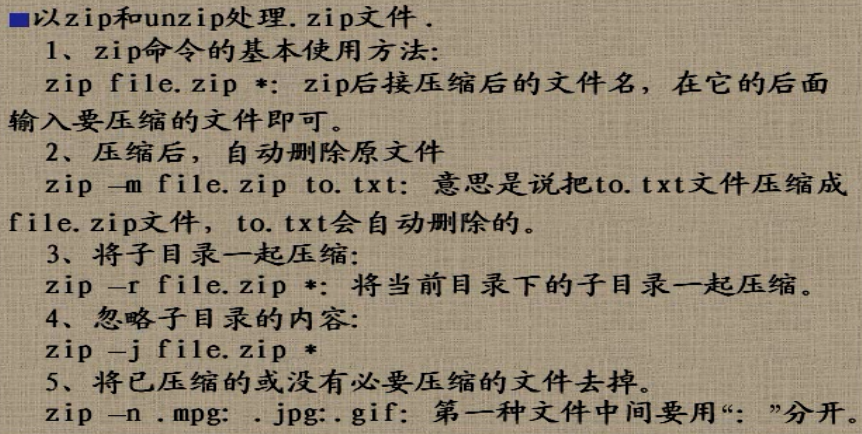 ■以zip和unzip处理.zip文件.
1、zip命令的基本使用方法:
zip file.zip *: zip后接压缩后的文件名,在它的后面
输入要压缩的文件即可。
2、压缩后,自动删除原文件
zip –m file.zip to.txt: 意思是说把to.txt文件压缩成
file.zip文件,to.txt会自动删除的。
3、将子目录一起压缩:
zip –r file.zip *: 将当前目录下的子目录一起压缩。
4、忽略子目录的内容:
zip –j file.zip *
5、将已压缩的或没有必要压缩的文件去掉。
zip –n .mpg: .jpg:.gif: 第一种文件中间要用“: ”分开。